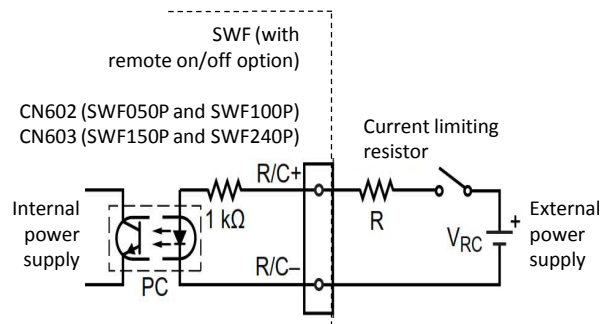 SWF (with
remote on/off option)
CN602 (SWF050P and SWF100P)
CN603 (SWF150P and SWF240P)
Current limiting
resistor
R/C+
1 kΩ
R
Internal
power
supply
VRC
+
External
power
supply
R/C–
PC